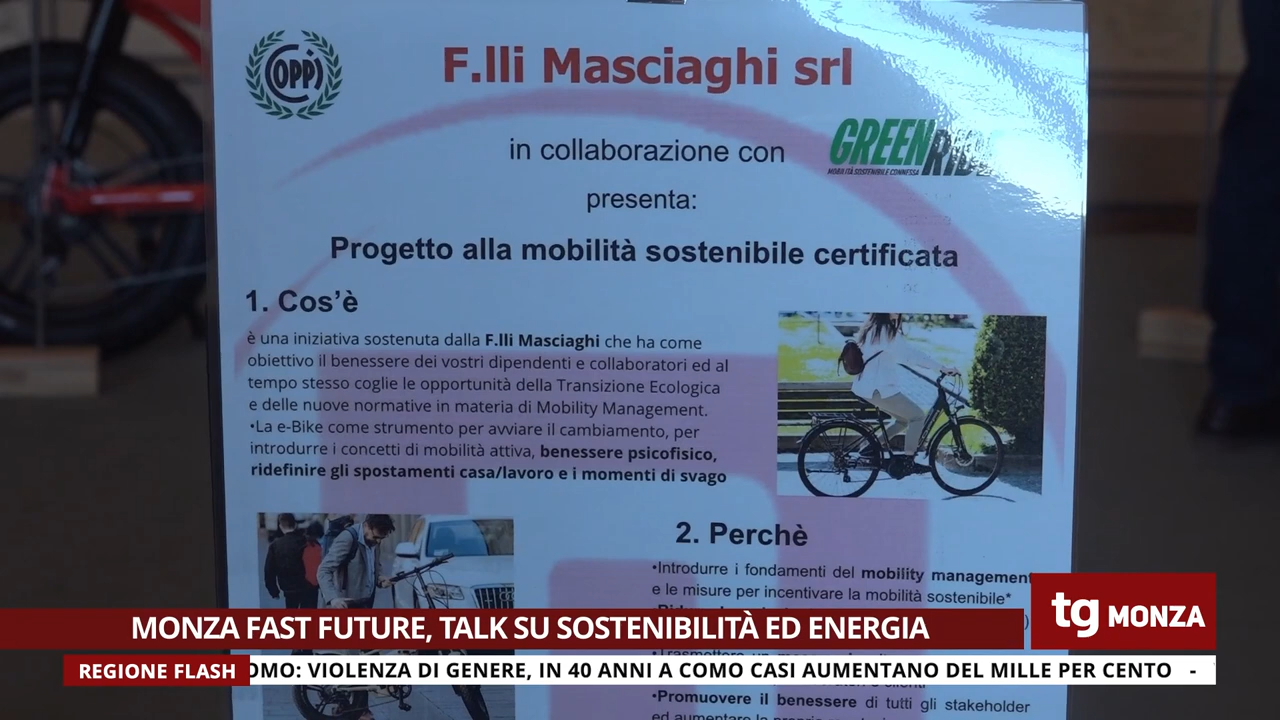 COPPI
F.lli Masciaghi srl
in collaborazione con
GREEN
MOBILITÀ SOSTENIBILE CONNESSA
presenta:
Progetto alla mobilità sostenibile certificata
1. Cos'è
è una iniziativa sostenuta dalla F.lli Masciaghi che ha come
obiettivo il benessere dei vostri dipendenti e collaboratori ed al
tempo stesso coglie le opportunità della Transizione Ecologica
e delle nuove normative in materia di Mobility Management.
•La e-Bike come strumento per avviare il cambiamento, per
introdurre i concetti di mobilità attiva, benessere psicofisico,
ridefinire gli spostamenti casa/lavoro e i momenti di svago
2. Perchè
•Introdurre i fondamenti del mobility management
e le misure per incentivare la mobilità sostenibile*
tg MONZA
MONZA FAST FUTURE, TALK SU SOSTENIBILITÀ ED ENERGIA
REGIONE FLASH
OMO: VIOLENZA DI GENERE, IN 40 ANNI A COMO CASI AUMENTANO DEL MILLE PER CENTO -
•Promuovere il benessere di tutti gli stakeholder